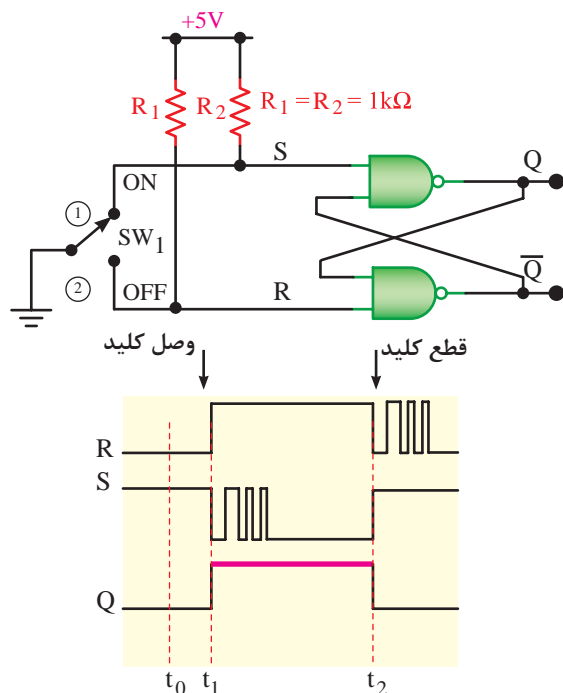 +5V
R1 R2 R1 = R2 = 1kΩ
S
Q
ON
1
SW1
2
OFF
R
Q̅
وصل کلید
قطع کلید
R
S
Q
t0 t1 t2